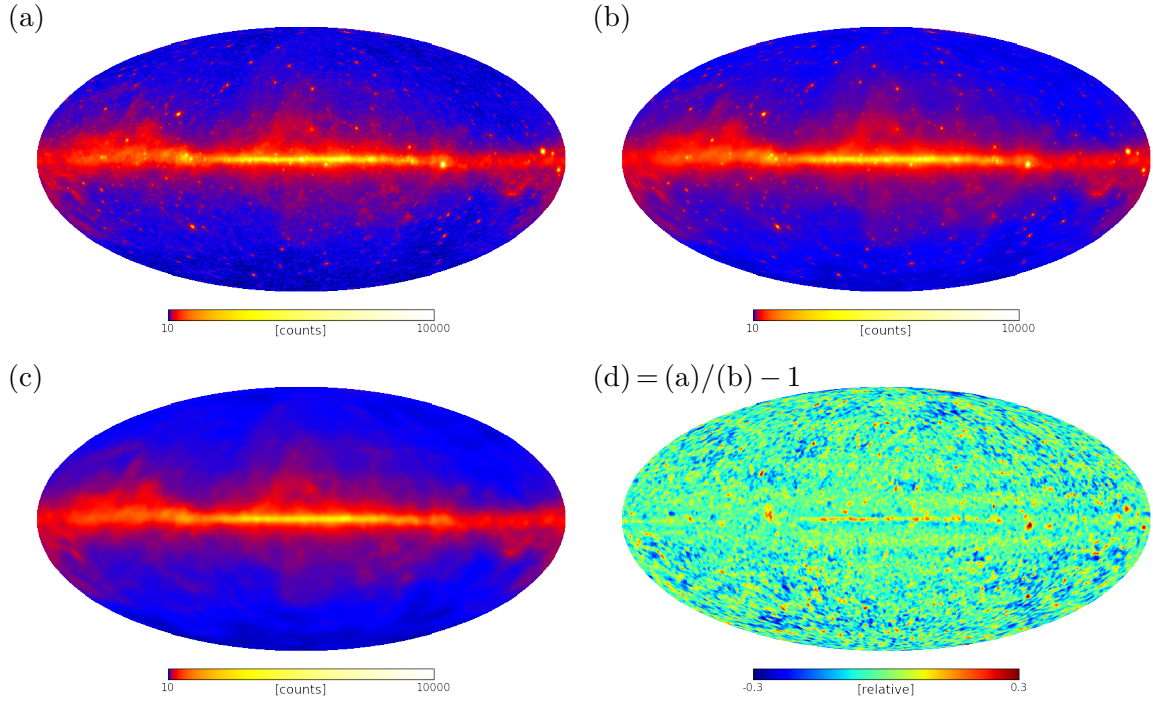 (a)
(b)
10 10000
[counts]
10 10000
[counts]
(c)
(d) = (a)/(b) − 1
10 10000
[counts]
-0.3 0.3
[relative]